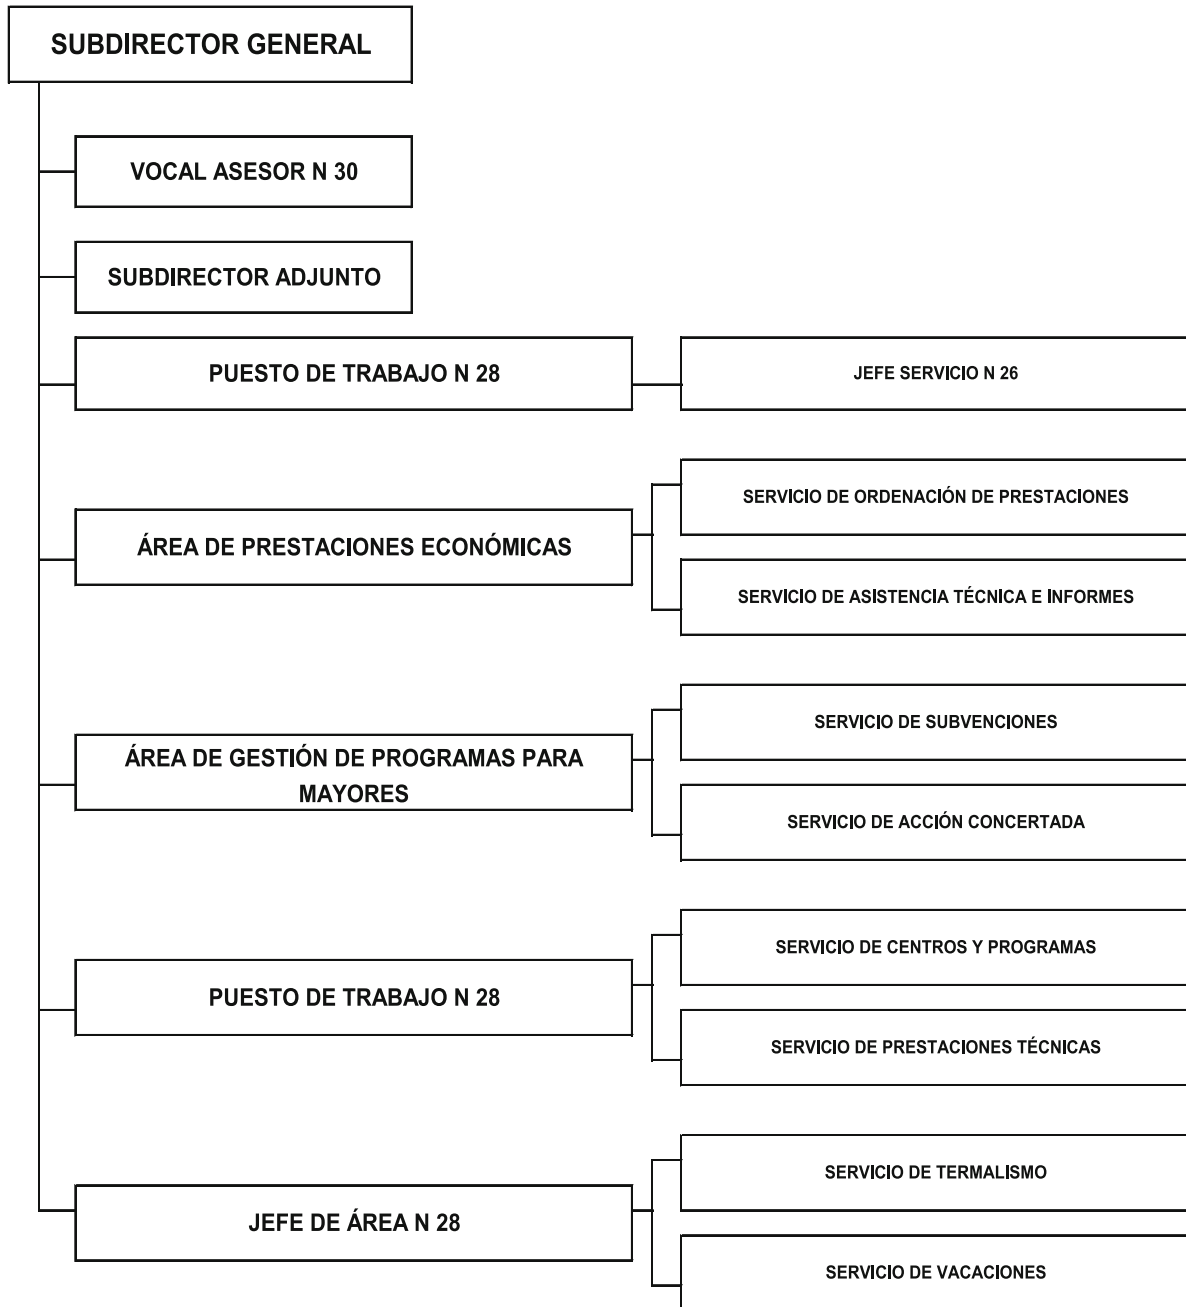 SUBDIRECTOR GENERAL
VOCAL ASESOR N 30
SUBDIRECTOR ADJUNTO
PUESTO DE TRABAJO N 28
JEFE SERVICIO N 26
ÁREA DE PRESTACIONES ECONÓMICAS
SERVICIO DE ORDENACIÓN DE PRESTACIONES
SERVICIO DE ASISTENCIA TÉCNICA E INFORMES
ÁREA DE GESTIÓN DE PROGRAMAS PARA
MAYORES
SERVICIO DE SUBVENCIONES
SERVICIO DE ACCIÓN CONCERTADA
PUESTO DE TRABAJO N 28
SERVICIO DE CENTROS Y PROGRAMAS
SERVICIO DE PRESTACIONES TÉCNICAS
JEFE DE ÁREA N 28
SERVICIO DE TERMALISMO
SERVICIO DE VACACIONES